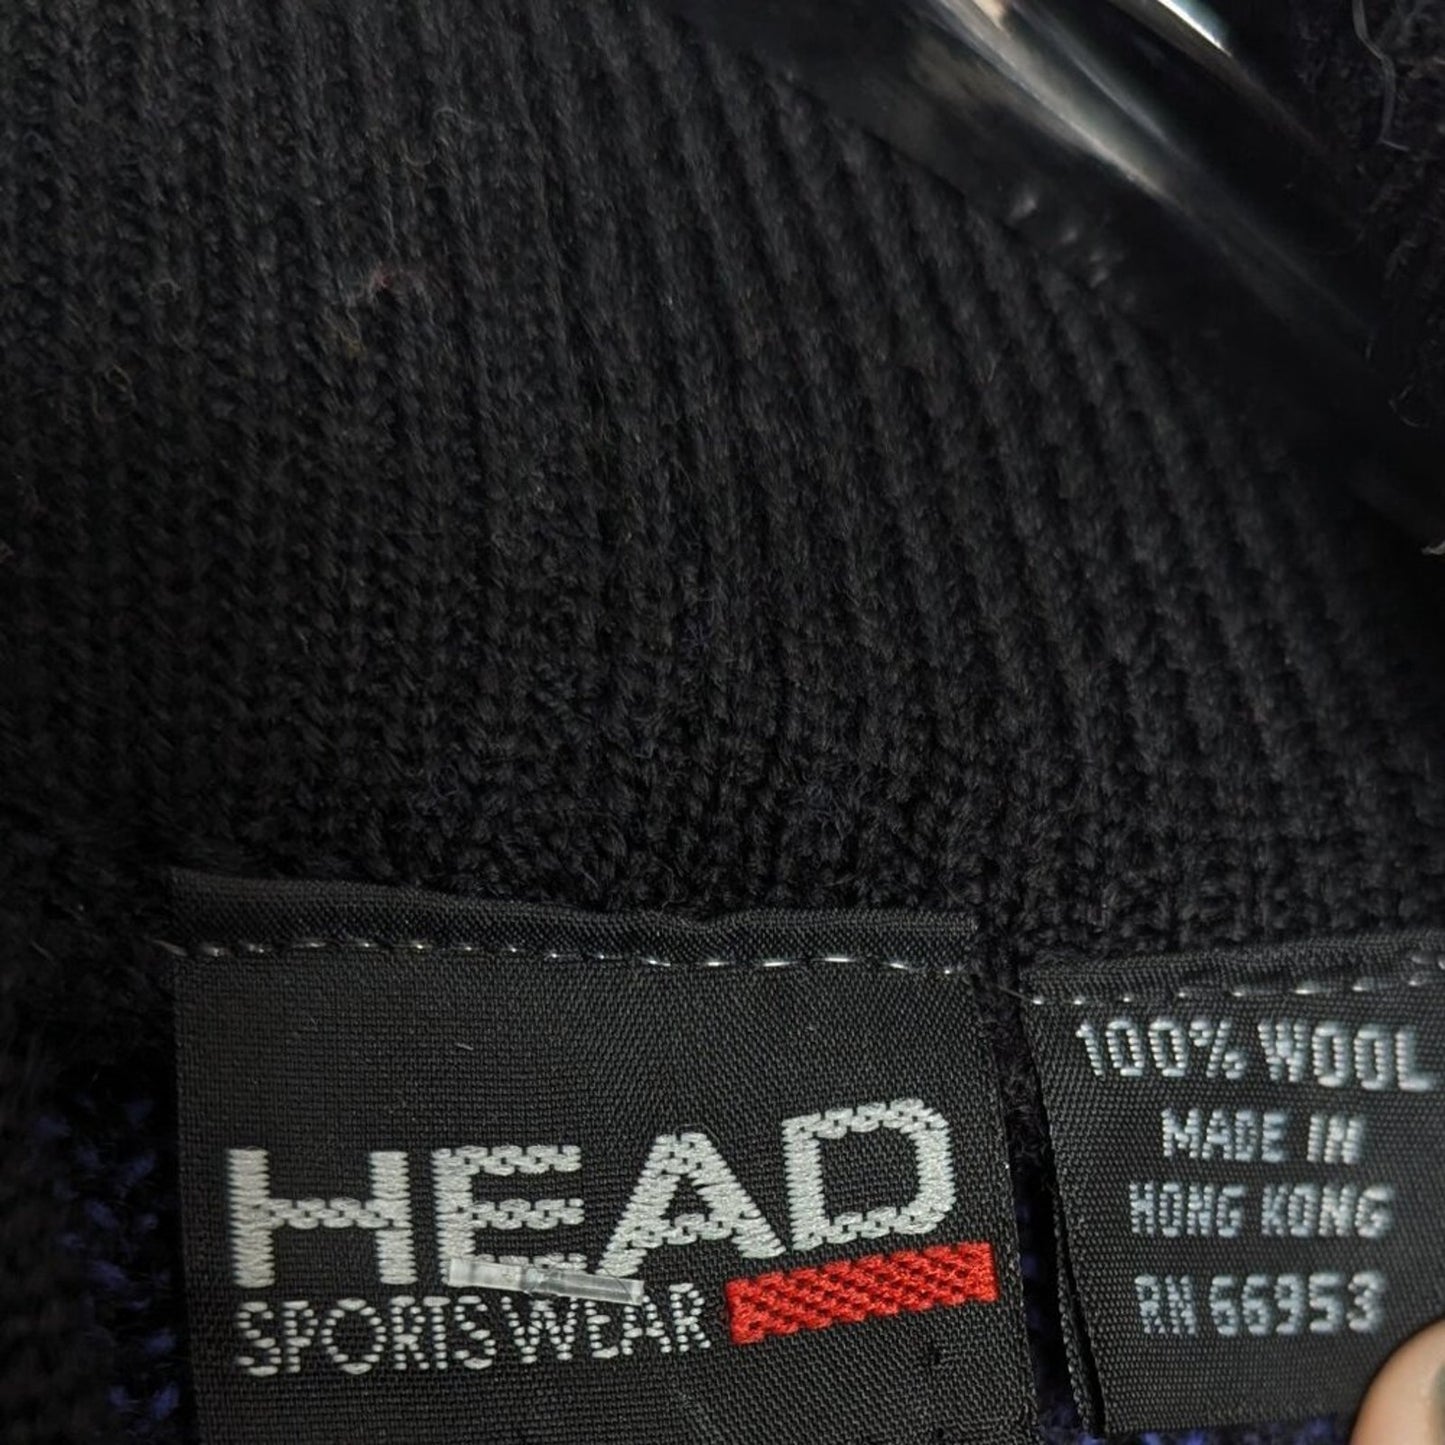 HEAD
SPORTSWEAR
100% WOOL
MADE IN
HONG KONG
RN 66953